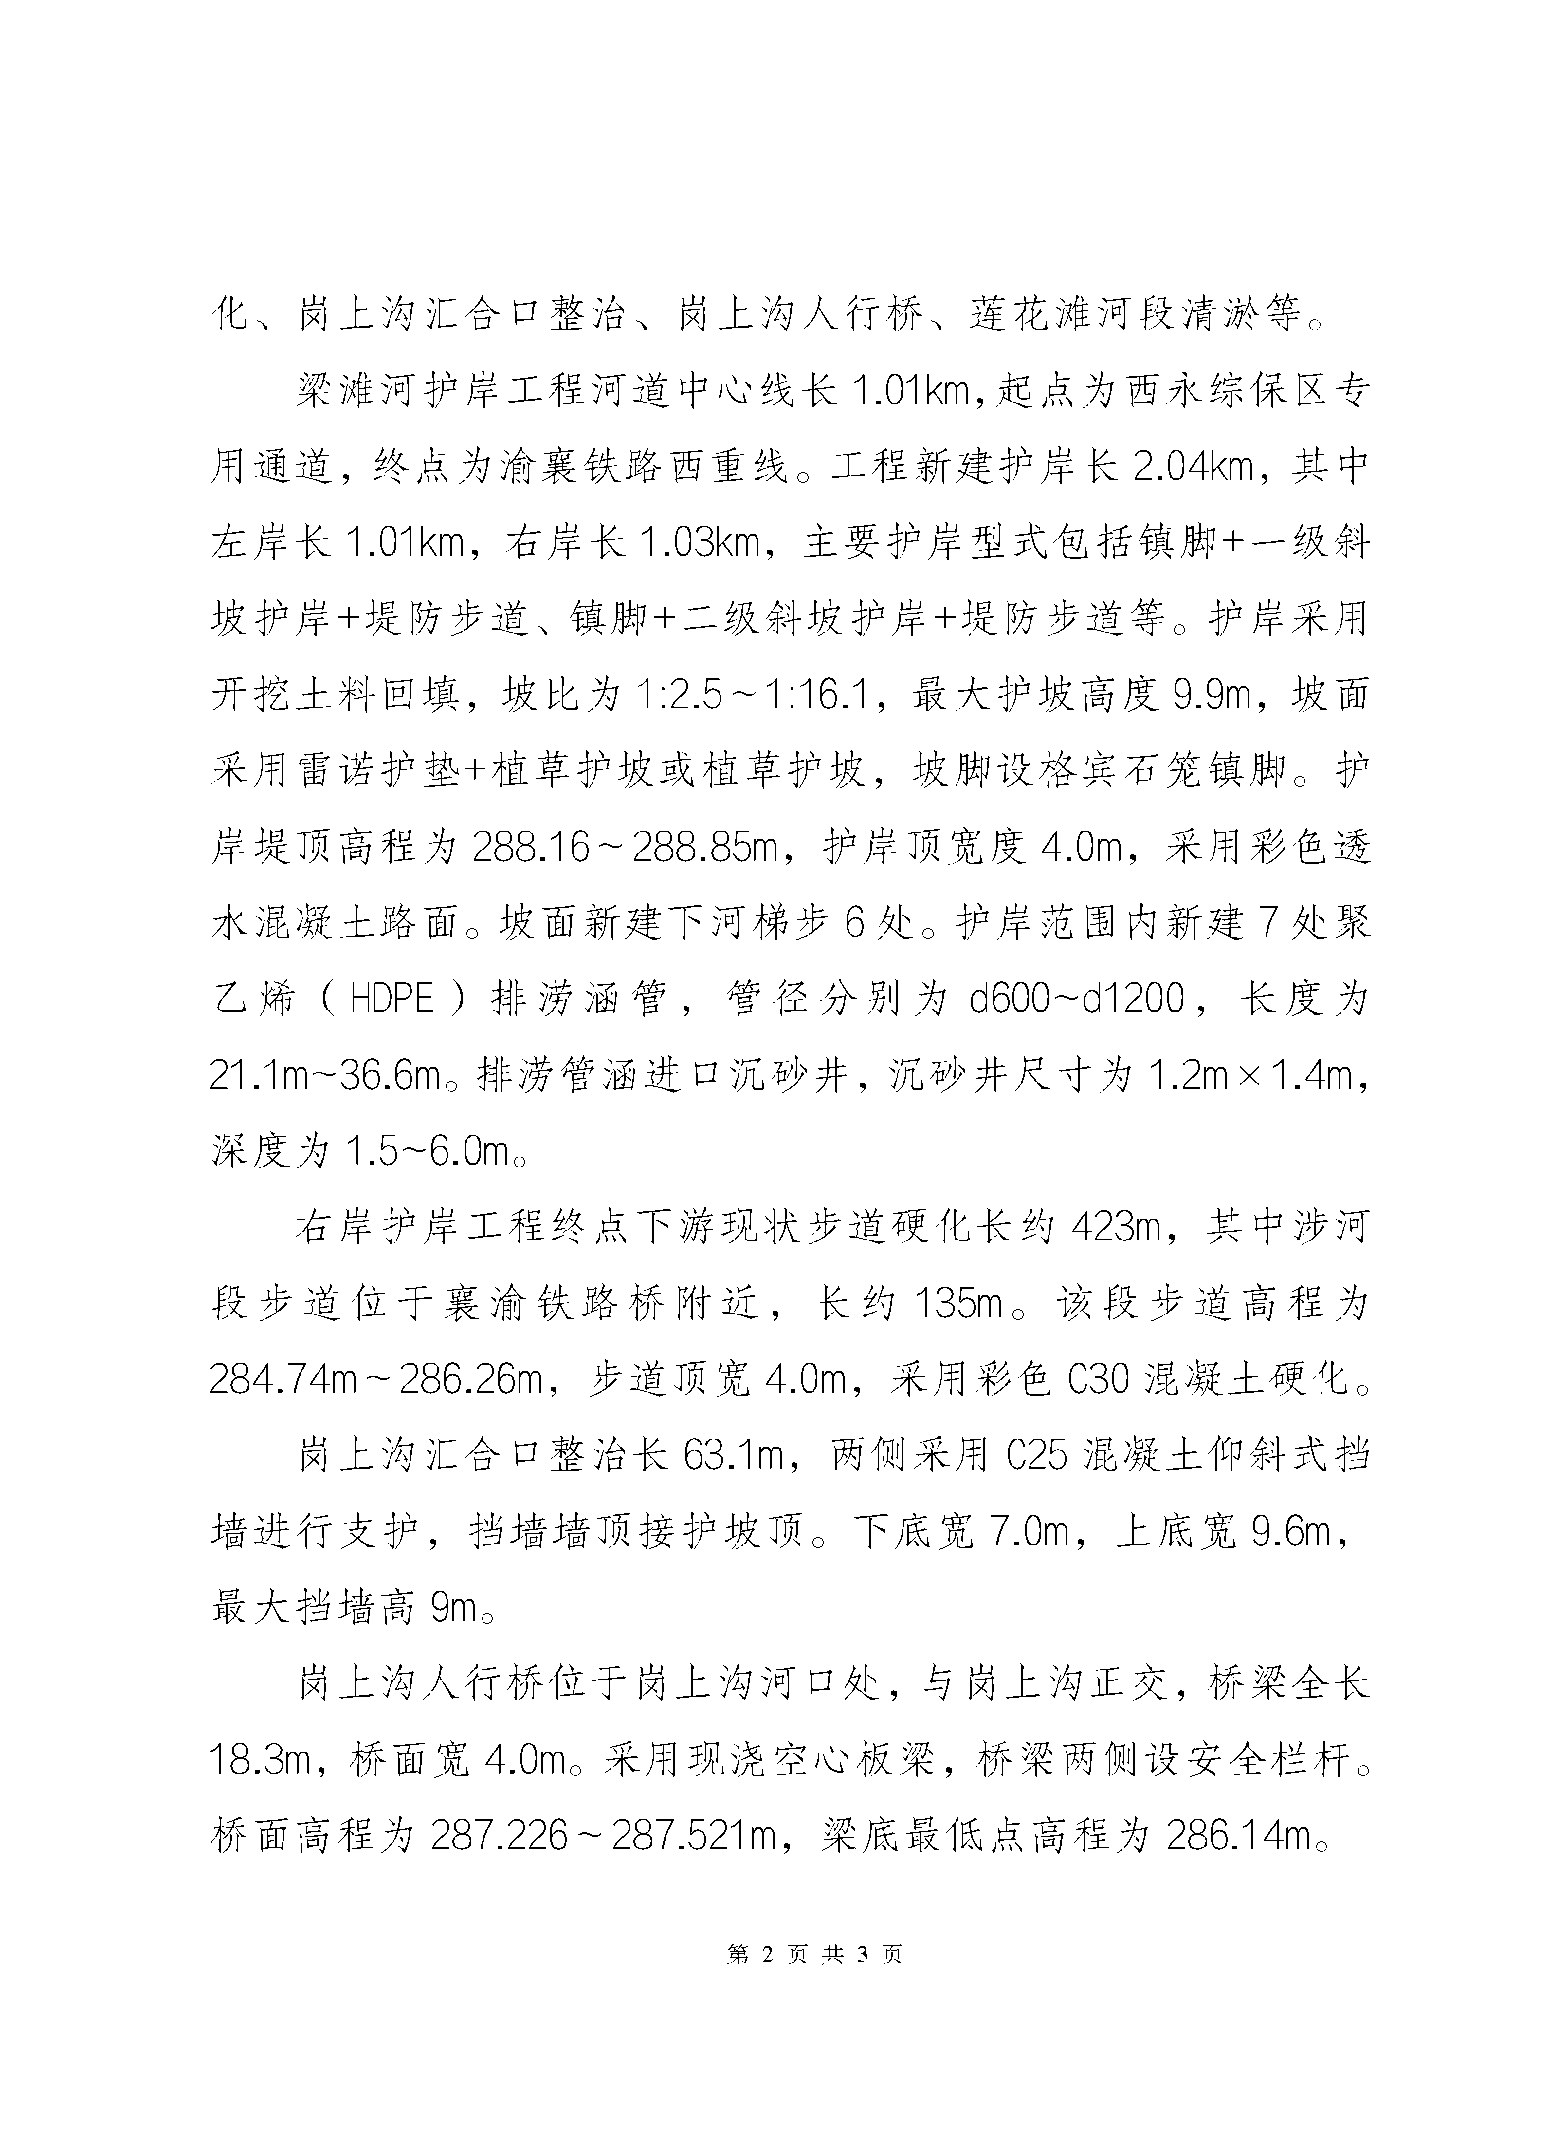 化、岗上沟汇合口整治、岗上沟人行桥、莲花滩河段清淤等。
梁滩河护岸工程河道中心线长 1.01km，起点为西永综保区专
用通道，终点为渝襄铁路西重线。工程新建护岸长 2.04km，其中
左岸长 1.01km，右岸长 1.03km，主要护岸型式包括镇脚+一级斜
坡护岸+堤防步道、镇脚+二级斜坡护岸+堤防步道等。护岸采用
开挖土料回填，坡比为 1:2.5～1:16.1，最大护坡高度 9.9m，坡面
采用雷诺护垫+植草护坡或植草护坡，坡脚设格宾石笼镇脚。护
岸堤顶高程为 288.16～288.85m，护岸顶宽度 4.0m，采用彩色透
水混凝土路面。坡面新建下河梯步 6 处。护岸范围内新建 7 处聚
乙烯（HDPE）排涝涵管，管径分别为 d600~d1200，长度为
21.1m~36.6m。排涝管涵进口沉砂井，沉砂井尺寸为 1.2m×1.4m，
深度为 1.5~6.0m。
右岸护岸工程终点下游现状步道硬化长约 423m，其中涉河
段步道位于襄渝铁路桥附近，长约 135m。该段步道高程为
284.74m～286.26m，步道顶宽 4.0m，采用彩色 C30 混凝土硬化。
岗上沟汇合口整治长 63.1m，两侧采用 C25 混凝土仰斜式挡
墙进行支护，挡墙墙顶接护坡顶。下底宽 7.0m，上底宽 9.6m，
最大挡墙高 9m。
岗上沟人行桥位于岗上沟河口处，与岗上沟正交，桥梁全长
18.3m，桥面宽 4.0m。采用现浇空心板梁，桥梁两侧设安全栏杆。
桥面高程为 287.226～287.521m，梁底最低点高程为 286.14m。
第 2 页 共 3 页